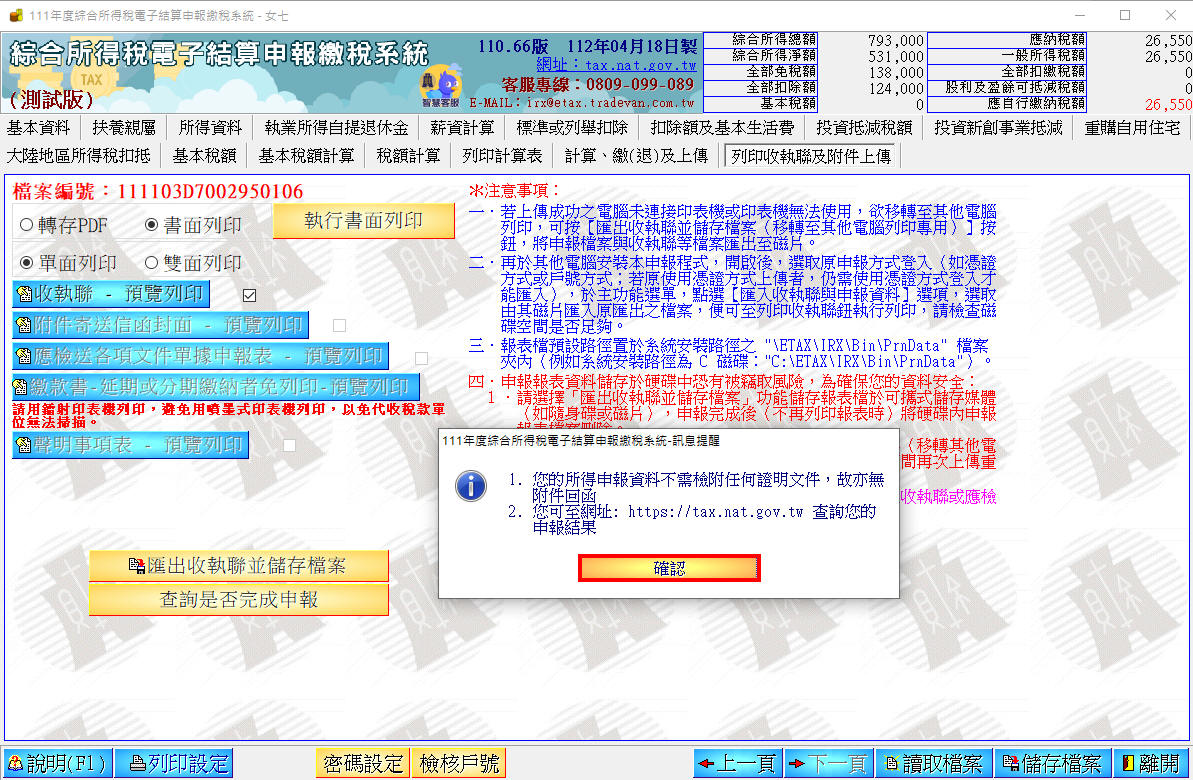 111年度綜合所得稅電子結算申報繳稅系統 - 女七
綜合所得稅電子結算申報繳稅系統
(測試版)
TAX
智慧客服
110.66版 112年04月18日製
網址：tax.nat.gov.tw
客服專線：0809-099-089
E-MAIL：irx@etax.tradevan.com.tw
綜合所得總額 793,000 應納稅額 26,550
綜合所得淨額 531,000 一般所得稅額 26,550
全部免稅額 138,000 全部扣繳稅額 0
全部扣除額 124,000 股利及盈餘可抵減稅額 0
基本稅額 0 應自行繳納稅額 26,550
基本資料 扶養親屬 所得資料 執業所得自提退休金 薪資計算 標準或列舉扣除 扣除額及基本生活費 投資抵減稅額 投資新創事業抵減 重購自用住宅
大陸地區所得稅扣抵 基本稅額 基本稅額計算 稅額計算 列印計算表 計算、繳(退)及上傳 列印收執聯及附件上傳
檔案編號：111103D7002950106
轉存PDF 書面列印 執行書面列印
單面列印 雙面列印
收執聯 - 預覽列印
附件寄送信函封面 - 預覽列印
應檢送各項文件單據申報表 - 預覽列印
繳款書-延期或分期繳納者免列印-預覽列印
請用鐳射印表機列印，避免用噴墨式印表機列印，以免代收稅款單
位無法掃描。
聲明事項表 - 預覽列印
匯出收執聯並儲存檔案
查詢是否完成申報
※注意事項：
一．若上傳成功之電腦未連接印表機或印表機無法使用，欲移轉至其他電腦
列印，可按［匯出收執聯並儲存檔案（移轉至其他電腦列印專用）］按
鈕，將申報檔案與收執聯等檔案匯出至磁片。
二．再於其他電腦安裝本申報程式，開啟後，選取原申報方式登入（如憑證
方式或戶號方式；若原使用憑證方式上傳者，仍需使用憑證方式登入才
能匯入），於主功能選單，點選［匯入收執聯與申報資料］選項，選取
由其磁片匯入原匯出之檔案，便可至列印收執聯鈕執行列印，請檢查磁
碟空間是否足夠。
三．報表檔預設路徑置於系統安裝路徑之 "\ETAX\IRX\Bin\PrnData" 檔案
夾內（例如系統安裝路徑為 C 磁碟："C:\ETAX\IRX\Bin\PrnData"）。
四．申報報表資料儲存於硬碟中恐有被竊取風險，為確保您的資料安全：
1．請選擇「匯出收執聯並儲存檔案」功能儲存報表檔於可攜式儲存媒體
（如隨身碟或磁片），申報完成後（不再列印報表時）將硬碟內申報
報表檔案刪除。
（移轉其他電
間再次上傳重
收執聯或應檢
111年度綜合所得稅電子結算申報繳稅系統-訊息提醒
1. 您的所得申報資料不需檢附任何證明文件，故亦無
附件回函
2. 您可至網址: https://tax.nat.gov.tw 查詢您的
申報結果
確認
說明(F1) 列印設定 密碼設定 檢核戶號 上一頁 下一頁 讀取檔案 儲存檔案 離開